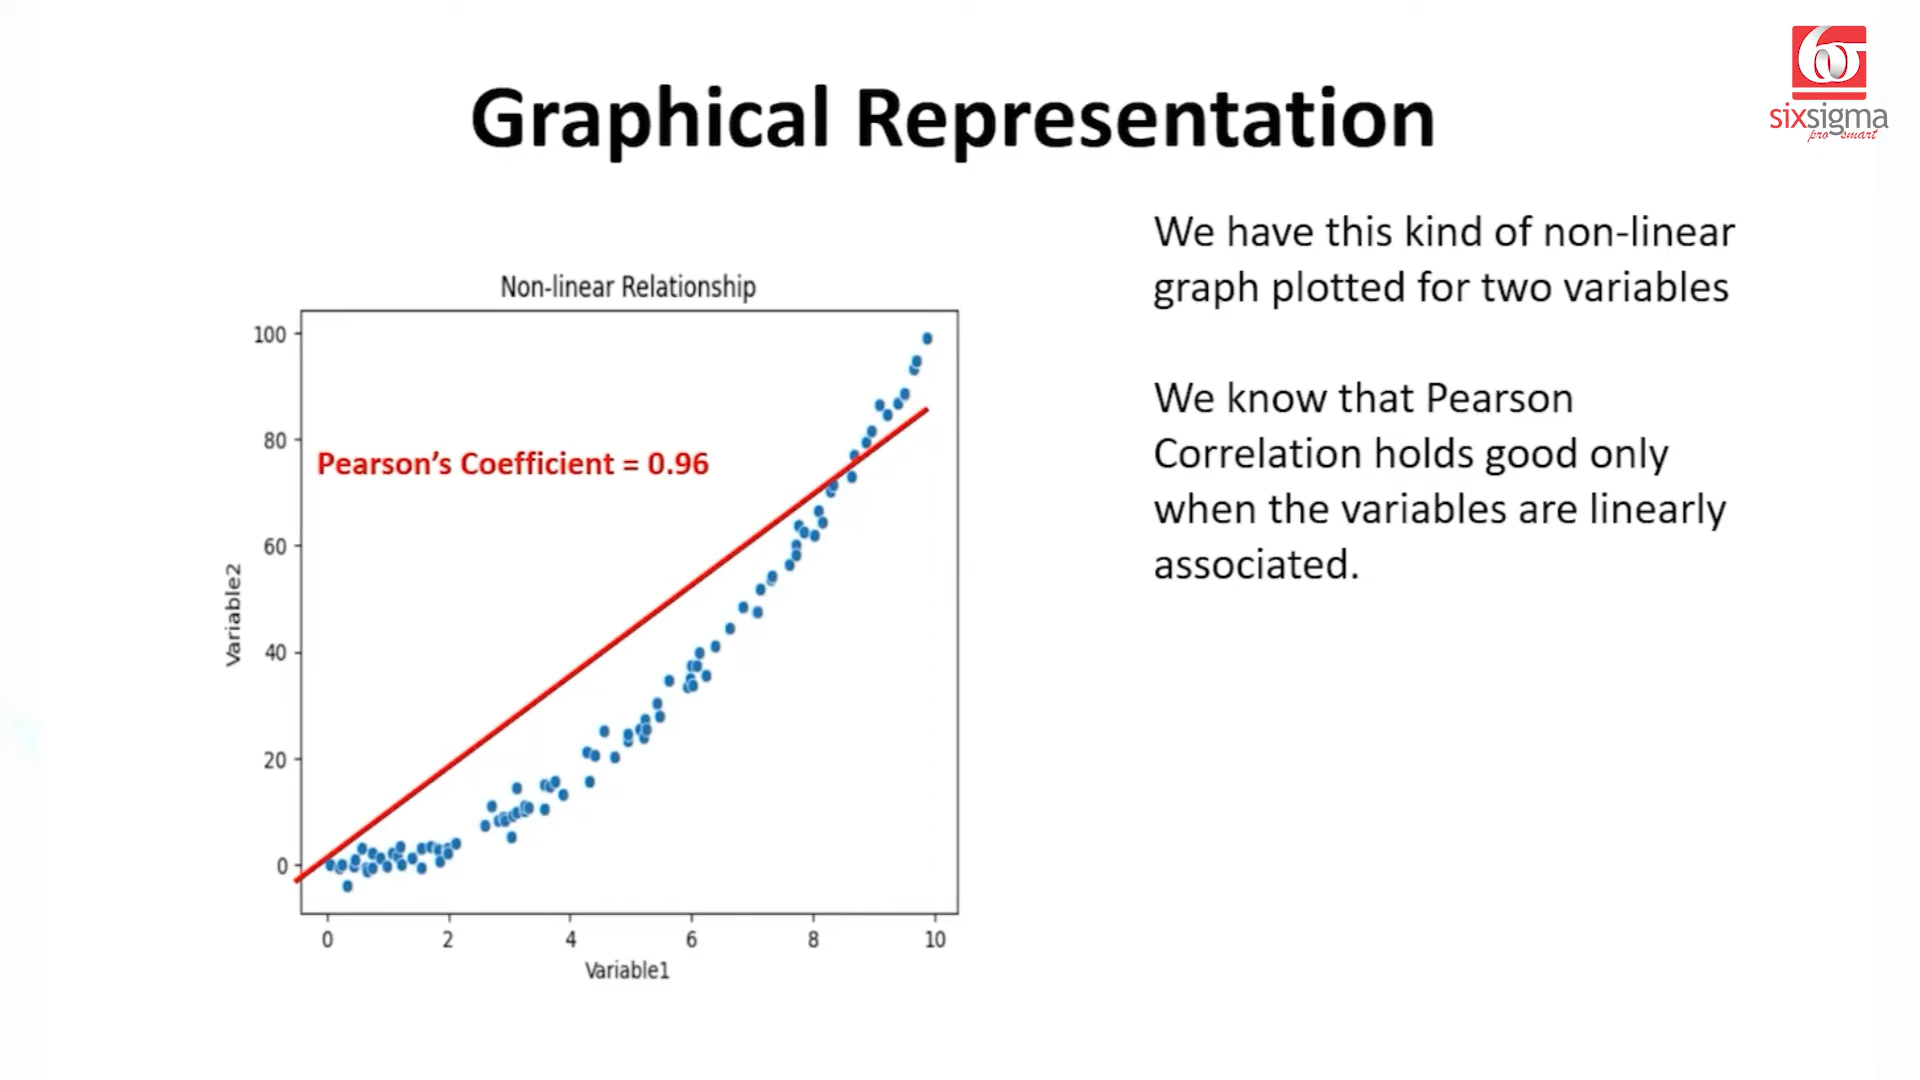 6σ
sixsigma
pro smart
Graphical Representation
We have this kind of non-linear
graph plotted for two variables
We know that Pearson
Correlation holds good only
when the variables are linearly
associated.
Non-linear Relationship
Pearson’s Coefficient = 0.96
100
80
60
40
20
0
Variable2
0 2 4 6 8 10
Variable1